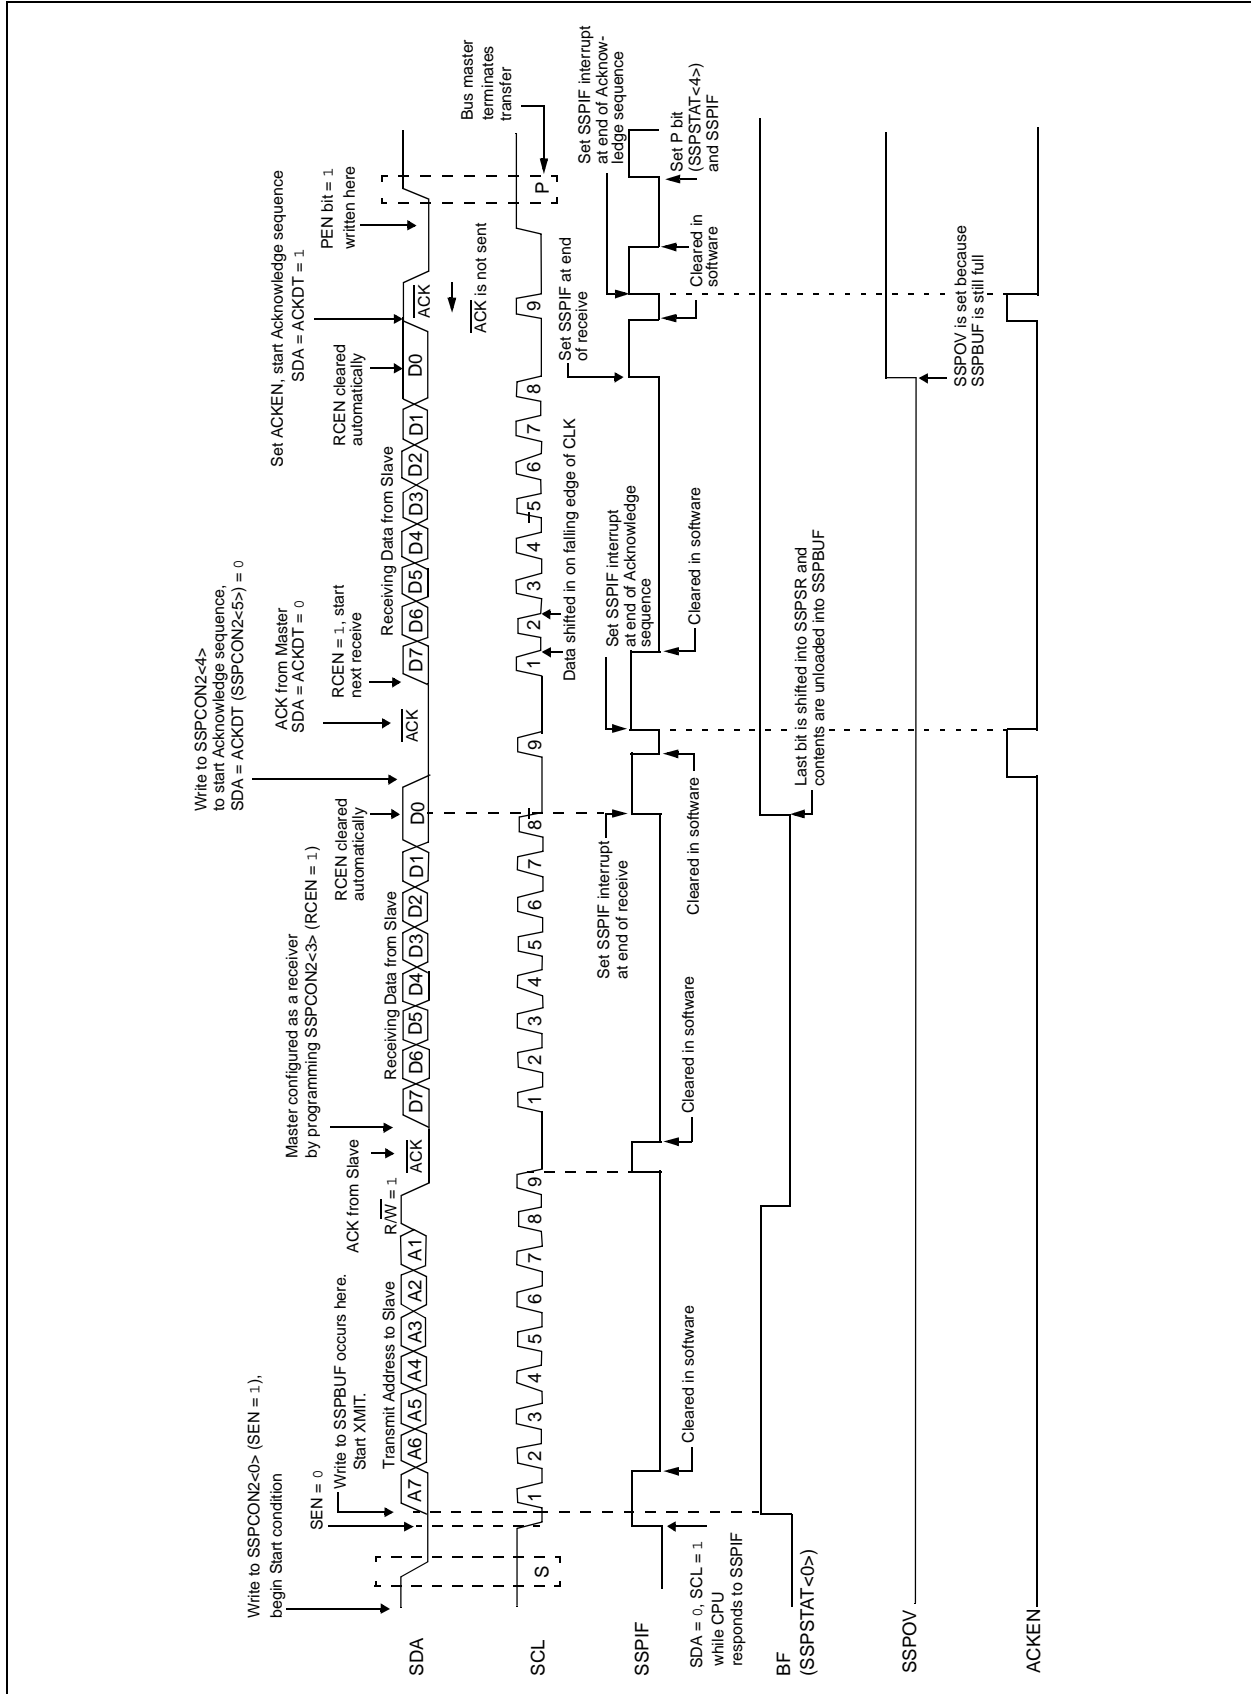 Write to SSPCON2<0> (SEN = 1),
begin Start condition
SEN = 0
Write to SSPBUF occurs here.
Start XMIT.
Transmit Address to Slave
ACK from Slave
R/W = 1
Master configured as a receiver
by programming SSPCON2<3> (RCEN = 1)
Receiving Data from Slave
RCEN cleared
automatically
Write to SSPCON2<4>
to start Acknowledge sequence,
SDA = ACKDT (SSPCON2<5>) = 0
ACK from Master
SDA = ACKDT = 0
RCEN = 1, start
next receive
Receiving Data from Slave
RCEN cleared
automatically
Set ACKEN, start Acknowledge sequence
SDA = ACKDT = 1
PEN bit = 1
written here
SDA
A7 A6 A5 A4 A3 A2 A1
ACK
D7 D6 D5 D4 D3 D2 D1 D0
ACK
D7 D6 D5 D4 D3 D2 D1 D0
ACK
ACK is not sent
Bus master
terminates
transfer
SCL
S
1 2 3 4 5 6 7 8 9
1 2 3 4 5 6 7 8 9
1 2 3 4 5 6 7 8 9
P
Data shifted in on falling edge of CLK
Set SSPIF interrupt
at end of receive
Set SSPIF interrupt
at end of Acknowledge
sequence
Set SSPIF at end
of receive
Set SSPIF interrupt
at end of Acknow-
ledge sequence
SSPIF
SDA = 0, SCL = 1
while CPU
responds to SSPIF
Cleared in software
Cleared in software
Cleared in software
Cleared in software
Cleared in
software
Set P bit
(SSPSTAT<4>)
and SSPIF
BF
(SSPSTAT<0>)
Last bit is shifted into SSPSR and
contents are unloaded into SSPBUF
SSPOV
SSPOV is set because
SSPBUF is still full
ACKEN